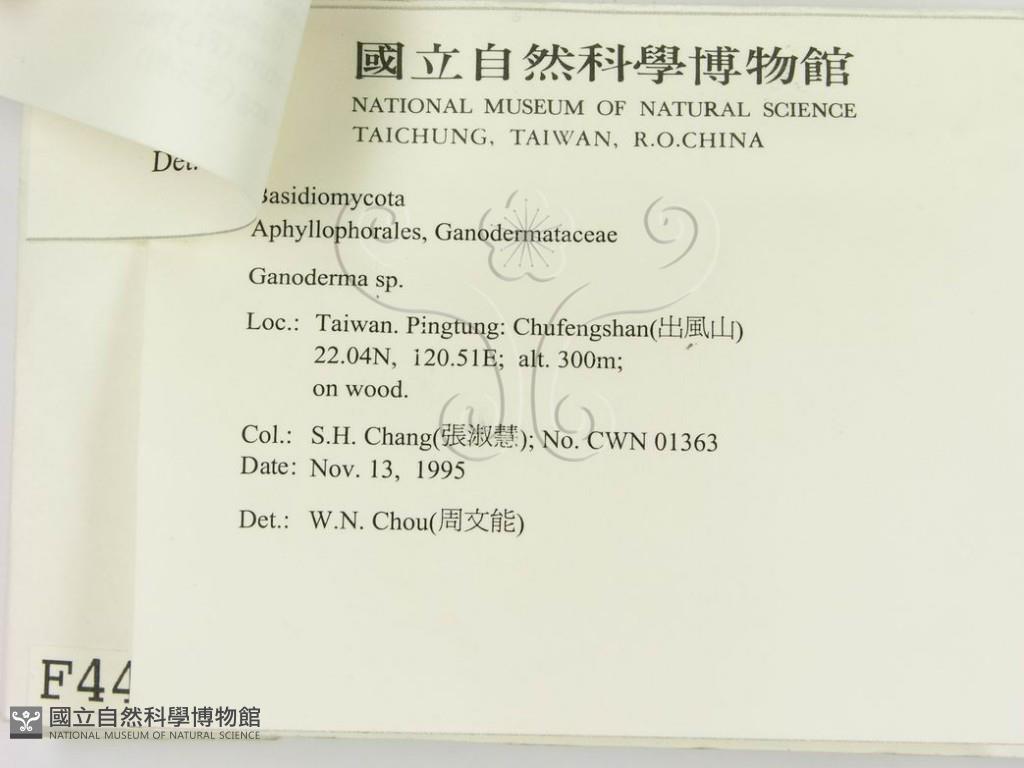 國立自然科學博物館
NATIONAL MUSEUM OF NATURAL SCIENCE
TAICHUNG, TAIWAN, R.O.CHINA
Det.
Basidiomycota
Aphyllophorales, Ganodermataceae
Ganoderma sp.
Loc.: Taiwan. Pingtung: Chufengshan(出風山)
22.04N, 120.51E; alt. 300m;
on wood.
Col.: S.H. Chang(張淑慧); No. CWN 01363
Date: Nov. 13, 1995
Det.: W.N. Chou(周文能)
F44
國立自然科學博物館
NATIONAL MUSEUM OF NATURAL SCIENCE